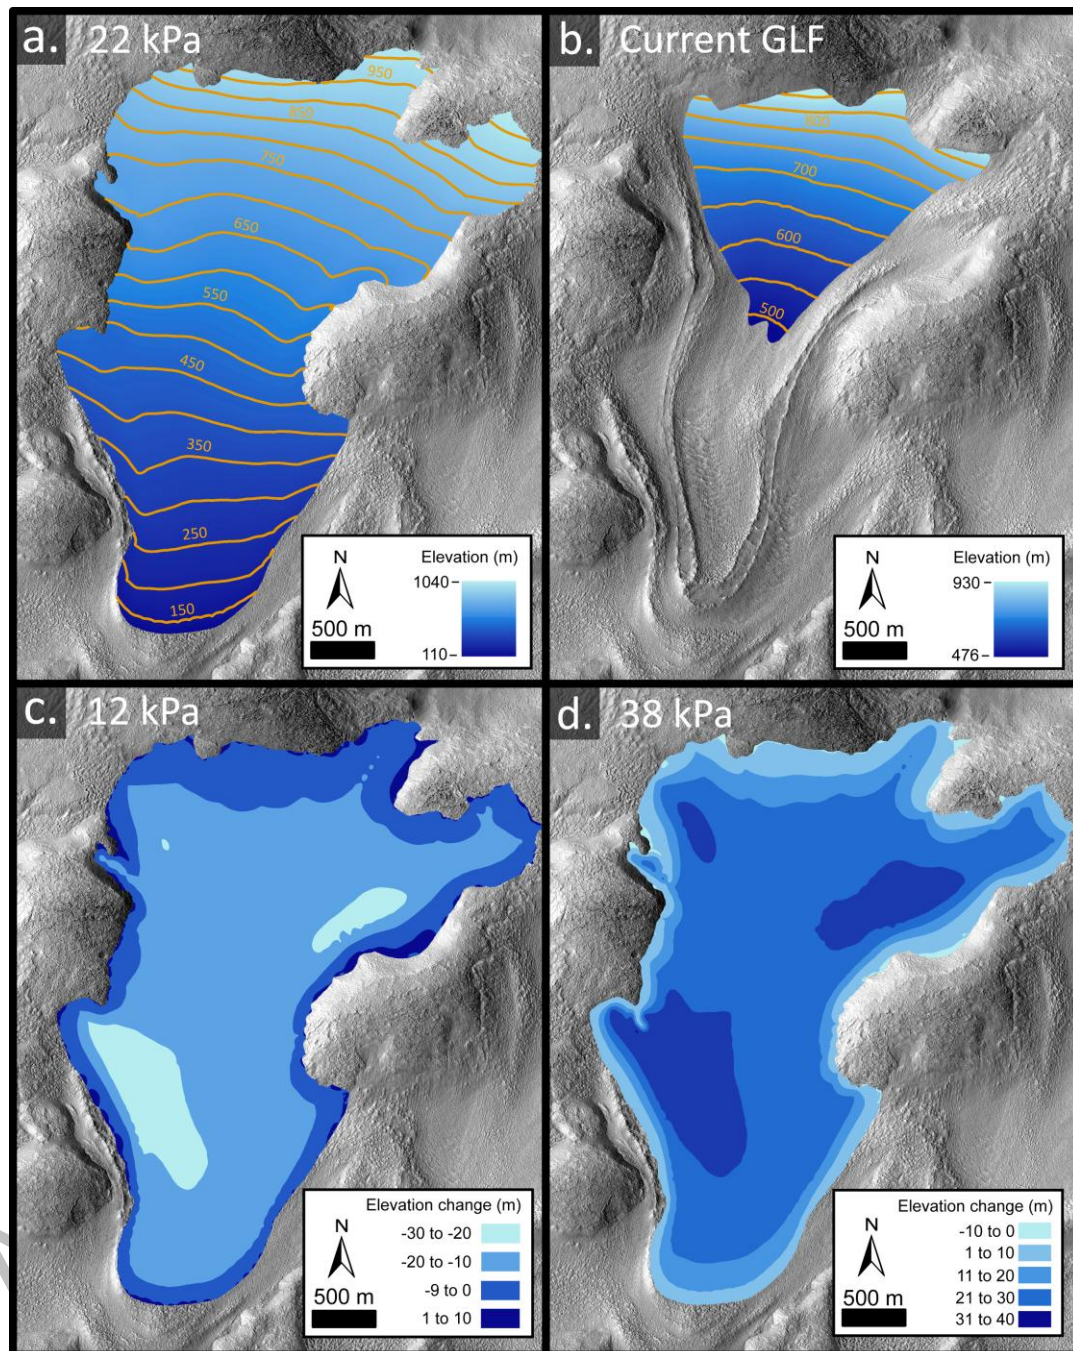 a. 22 kPa
950
850
750
650
550
450
350
250
150
N
500 m
Elevation (m)
1040
110
b. Current GLF
800
700
600
500
N
500 m
Elevation (m)
930
476
c. 12 kPa
N
500 m
Elevation change (m)
-30 to -20
-20 to -10
-9 to 0
1 to 10
d. 38 kPa
N
500 m
Elevation change (m)
-10 to 0
1 to 10
11 to 20
21 to 30
31 to 40